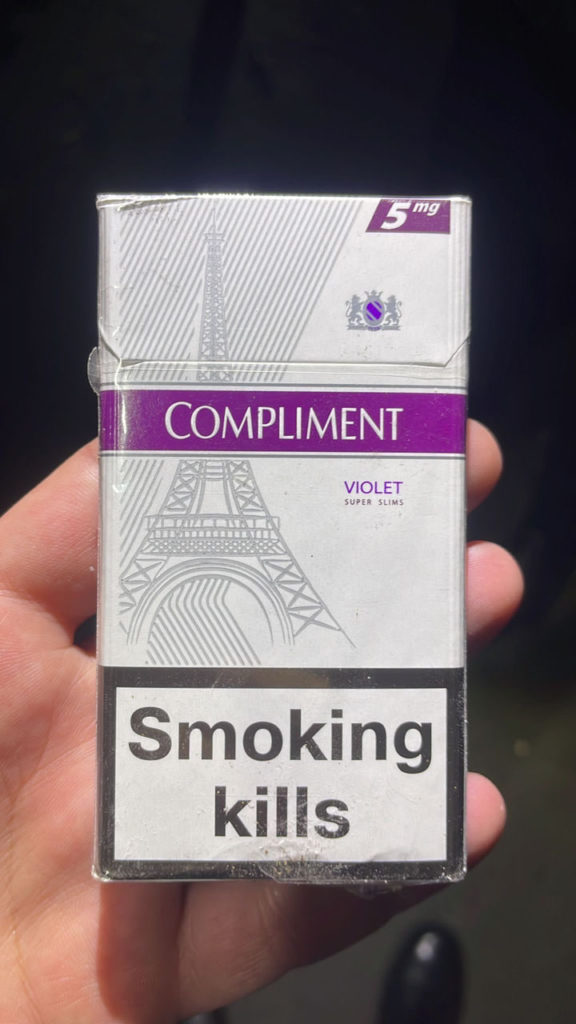 5 mg
COMPLIMENT
VIOLET
SUPER SLIMS
Smoking
kills